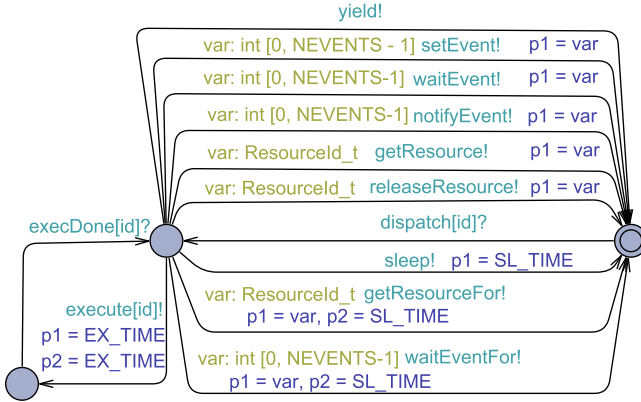 yield!
var: int [0, NEVENTS - 1] setEvent! p1 = var
var: int [0, NEVENTS-1] waitEvent! p1 = var
var: int [0, NEVENTS-1] notifyEvent! p1 = var
var: ResourceId_t getResource! p1 = var
var: ResourceId_t releaseResource! p1 = var
execDone[id]? dispatch[id]?
sleep! p1 = SL_TIME
var: ResourceId_t getResourceFor!
execute[id]! p1 = var, p2 = SL_TIME
p1 = EX_TIME
p2 = EX_TIME var: int [0, NEVENTS-1] waitEventFor!
p1 = var, p2 = SL_TIME